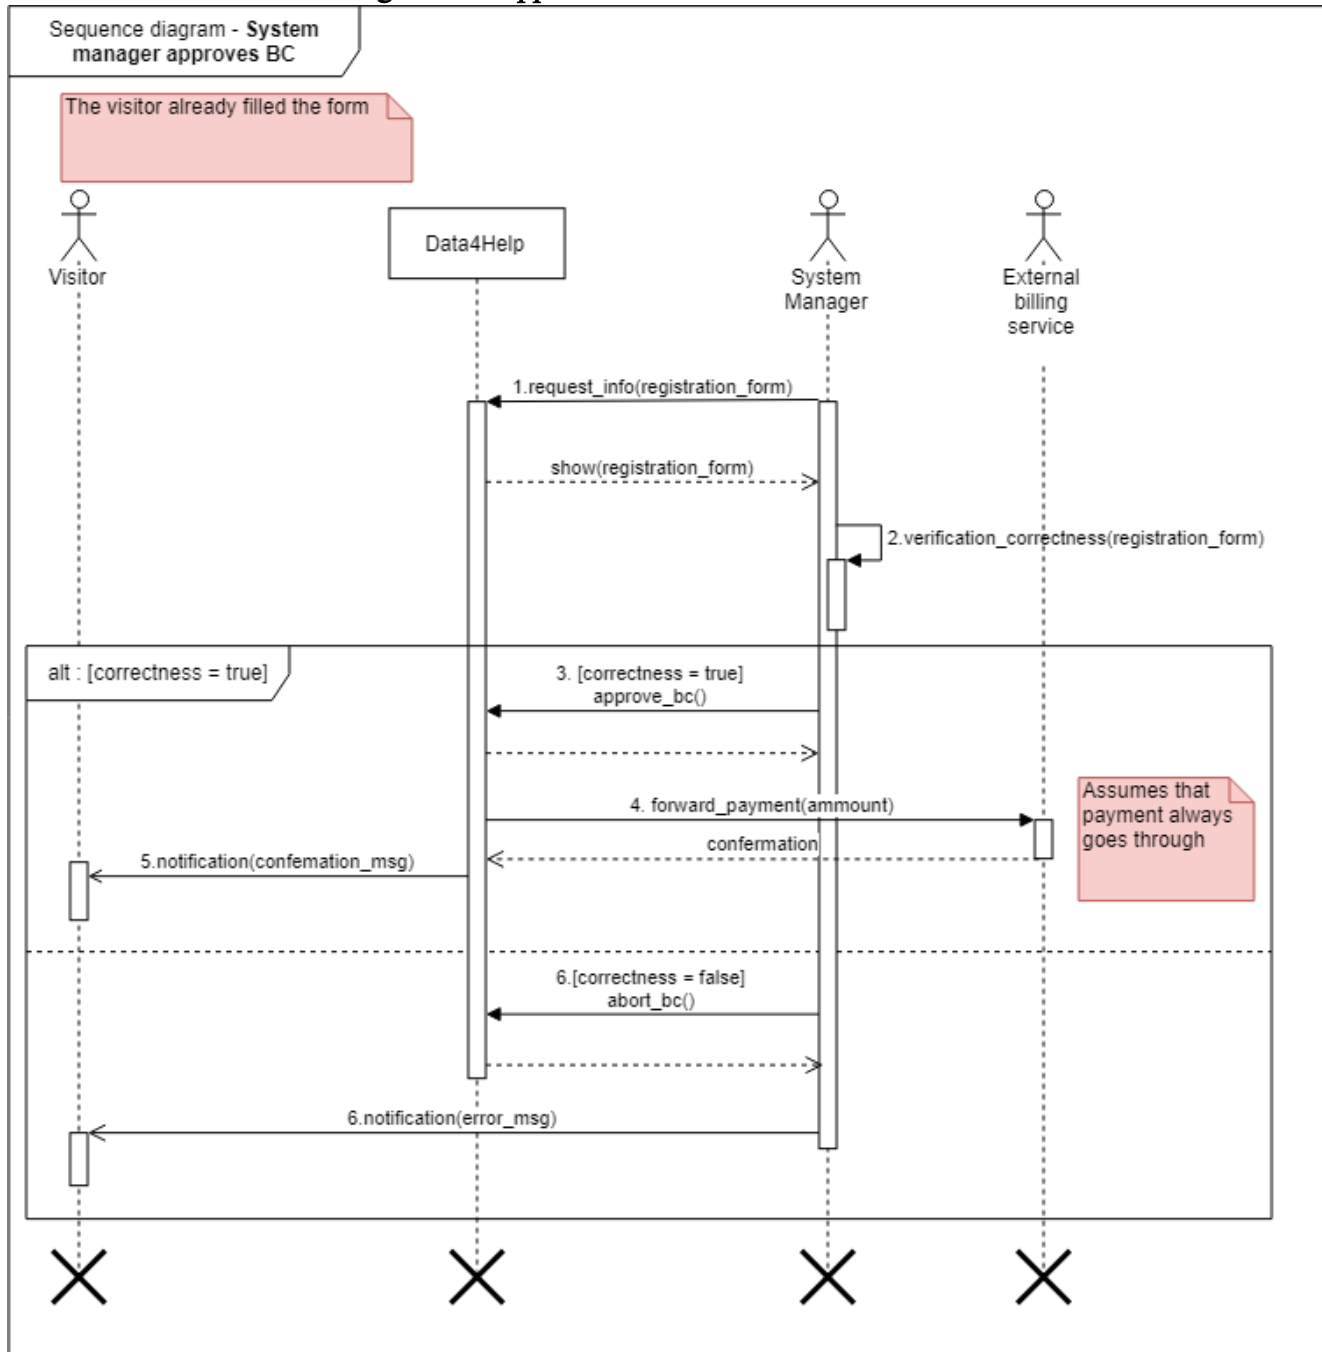 Sequence diagram - System
manager approves BC
The visitor already filled the form
Visitor
Data4Help
System
Manager
External
billing
service
1.request_info(registration_form)
show(registration_form)
2.verification_correctness(registration_form)
alt : [correctness = true]
3. [correctness = true]
approve_bc()
Assumes that
payment always
goes through
4. forward_payment(ammount)
confermation
5.notification(confemation_msg)
6.[correctness = false]
abort_bc()
6.notification(error_msg)